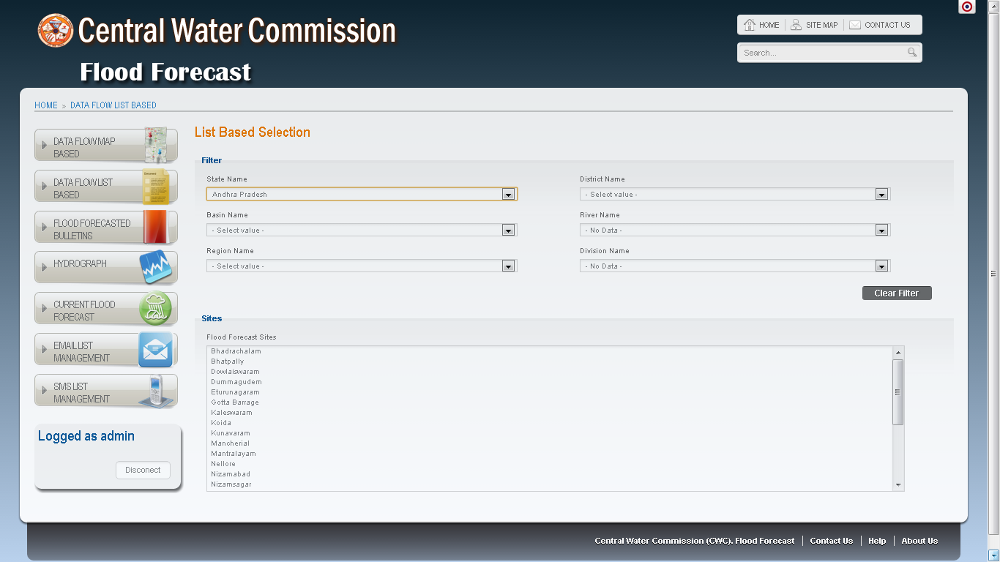 Central Water Commission
Flood Forecast
HOME
SITE MAP
CONTACT US
Search...
HOME » DATA FLOW LIST BASED
DATA FLOW MAP
BASED
DATA FLOW LIST
BASED
FLOOD FORECASTED
BULLETINS
HYDROGRAPH
CURRENT FLOOD
FORECAST
EMAIL LIST
MANAGEMENT
SMS LIST
MANAGEMENT
Logged as admin
Disconect
List Based Selection
Filter
State Name
Andhra Pradesh
District Name
- Select value -
Basin Name
- Select value -
River Name
- No Data -
Region Name
- Select value -
Division Name
- No Data -
Clear Filter
Sites
Flood Forecast Sites
Bhadrachalam
Bhatpally
Dowlaiswaram
Dummagudem
Eturunagaram
Gotta Barrage
Kaleswaram
Koida
Kunavaram
Mancherial
Mantralayam
Nellore
Nizamabad
Nizamsagar
Central Water Commission (CWC). Flood Forecast
Contact Us
Help
About Us